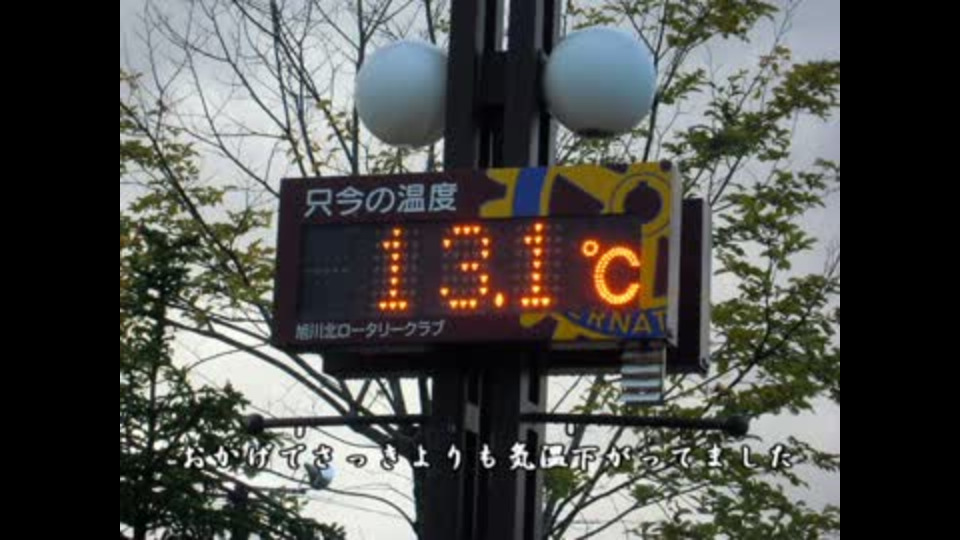 只今の温度
13.1℃
旭川北ロータリークラブ
ERNAT
おかげでさっきよりも気温下がってました